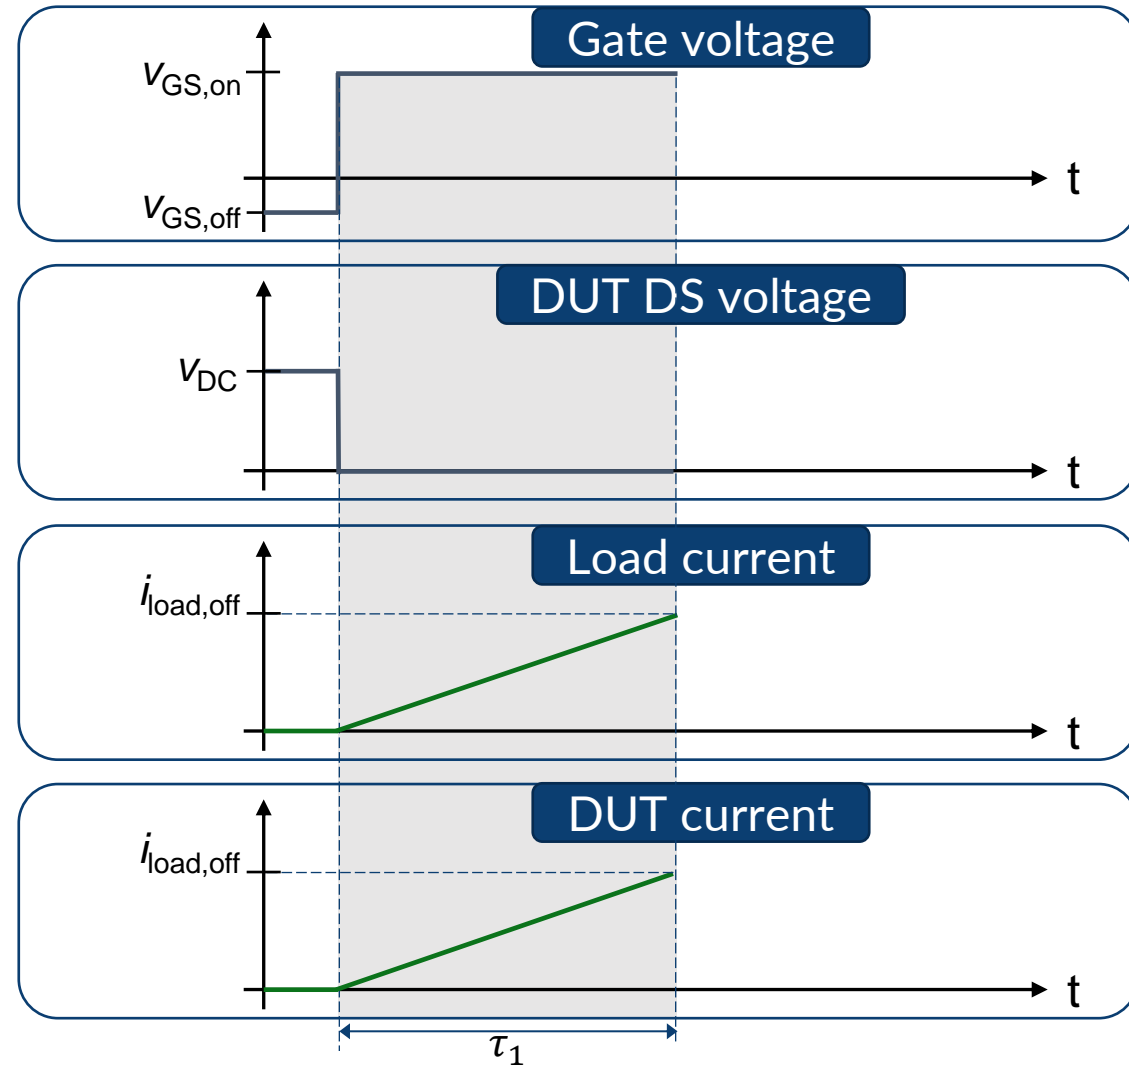 Gate voltage
vGS,on
t
vGS,off
DUT DS voltage
vDC
t
Load current
iload,off
t
DUT current
iload,off
t
τ1